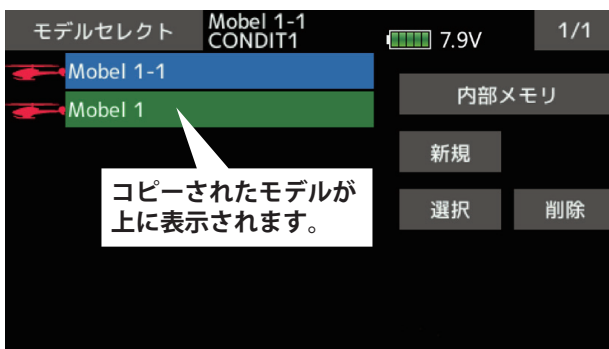 モデルセレクト
Mobel 1-1
CONDIT1
7.9V
1/1
Mobel 1-1
Mobel 1
内部メモリ
新規
選択
削除
コピーされたモデルが
上に表示されます。